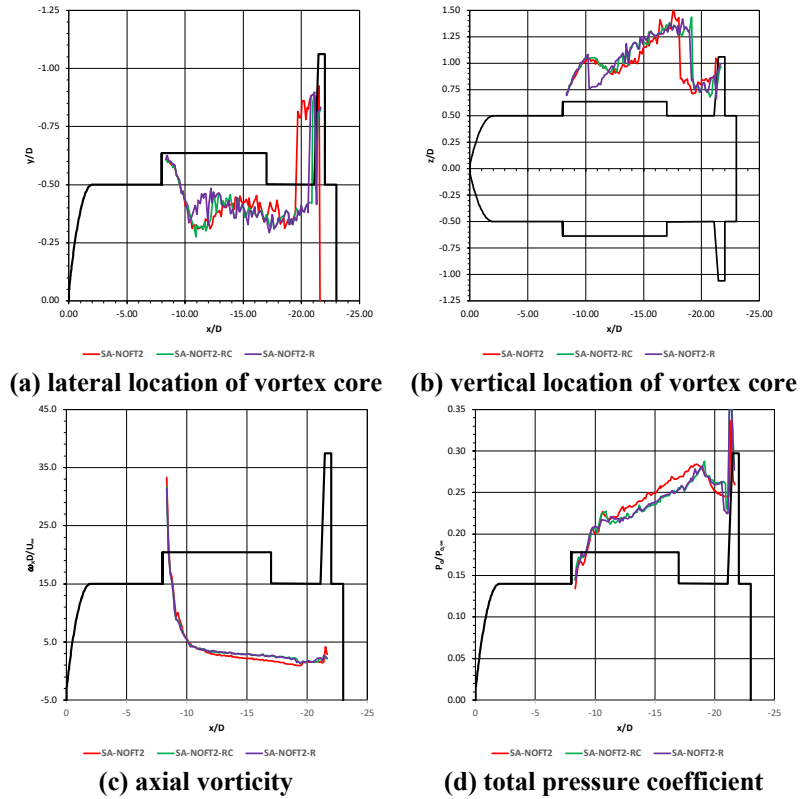 -1.25
-1.00
-0.75
-0.50
-0.25
0.00
y/D
0.00 -5.00 -10.00 -15.00 -20.00 -25.00
x/D
SA-NOFT2 SA-NOFT2-RC SA-NOFT2-R
(a) lateral location of vortex core
1.50
1.25
1.00
0.75
0.50
0.25
0.00
-0.25
-0.50
-0.75
-1.00
-1.25
z/D
0.00 -5.00 -10.00 -15.00 -20.00 -25.00
x/D
SA-NOFT2 SA-NOFT2-RC SA-NOFT2-R
(b) vertical location of vortex core
45.0
35.0
25.0
15.0
5.0
-5.0
ωₓD/U∞
0 -5 -10 -15 -20 -25
x/D
SA-NOFT2 SA-NOFT2-RC SA-NOFT2-R
(c) axial vorticity
0.35
0.30
0.25
0.20
0.15
0.10
0.05
0.00
P₀/P₀,∞
0 -5 -10 -15 -20 -25
x/D
SA-NOFT2 SA-NOFT2-RC SA-NOFT2-R
(d) total pressure coefficient